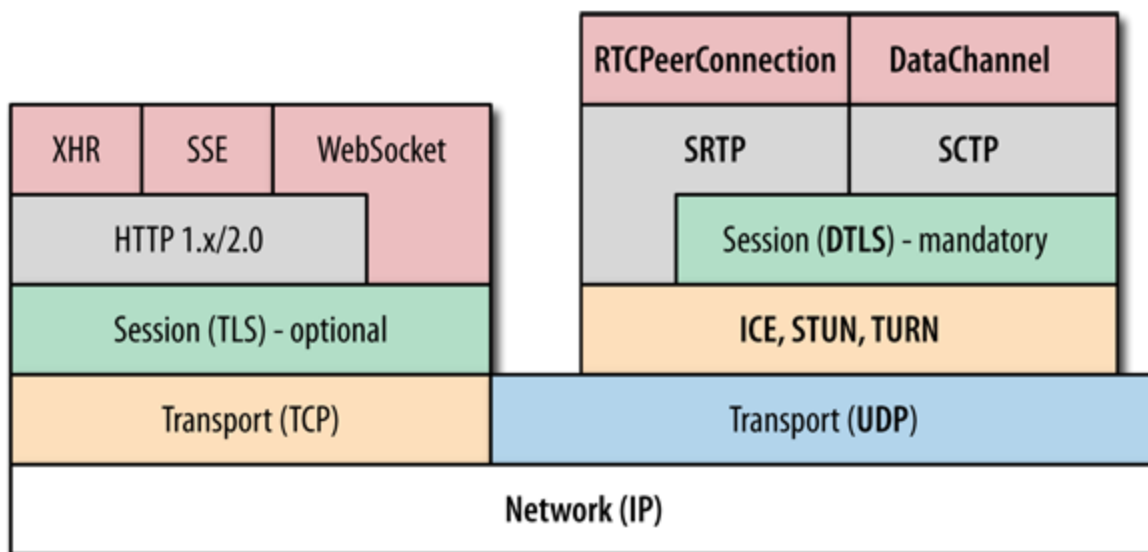 RTCPeerConnection
DataChannel
XHR
SSE
WebSocket
SRTP
SCTP
HTTP 1.x/2.0
Session (DTLS) - mandatory
Session (TLS) - optional
ICE, STUN, TURN
Transport (TCP)
Transport (UDP)
Network (IP)